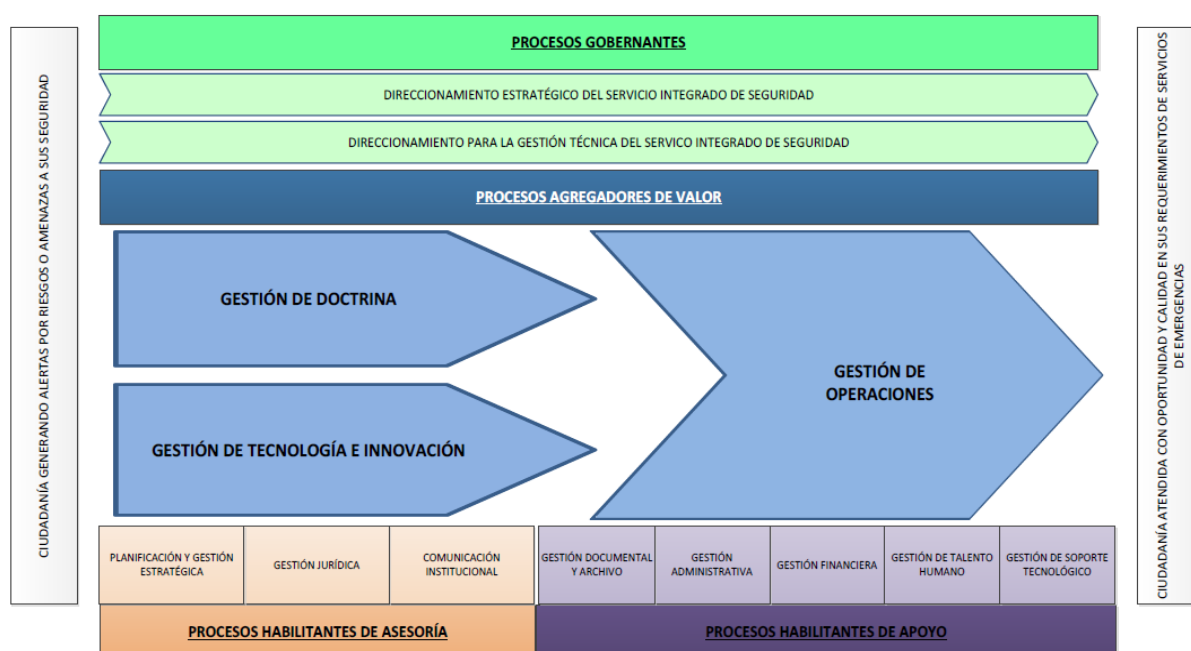 CIUDADANÍA GENERANDO ALERTAS POR RIESGOS O AMENAZAS A SUS SEGURIDAD
PROCESOS GOBERNANTES
DIRECCIONAMIENTO ESTRATÉGICO DEL SERVICIO INTEGRADO DE SEGURIDAD
DIRECCIONAMIENTO PARA LA GESTIÓN TÉCNICA DEL SERVICO INTEGRADO DE SEGURIDAD
PROCESOS AGREGADORES DE VALOR
GESTIÓN DE DOCTRINA
GESTIÓN DE TECNOLOGÍA E INNOVACIÓN
GESTIÓN DE
OPERACIONES
PLANIFICACIÓN Y GESTIÓN
ESTRATÉGICA
GESTIÓN JURÍDICA
COMUNICACIÓN
INSTITUCIONAL
GESTIÓN DOCUMENTAL
Y ARCHIVO
GESTIÓN
ADMINISTRATIVA
GESTIÓN FINANCIERA
GESTIÓN DE TALENTO
HUMANO
GESTIÓN DE SOPORTE
TECNOLÓGICO
PROCESOS HABILITANTES DE ASESORÍA
PROCESOS HABILITANTES DE APOYO
CIUDADANÍA ATENDIDA CON OPORTUNIDAD Y CALIDAD EN SUS REQUERIMIENTOS DE SERVICIOS
DE EMERGENCIAS